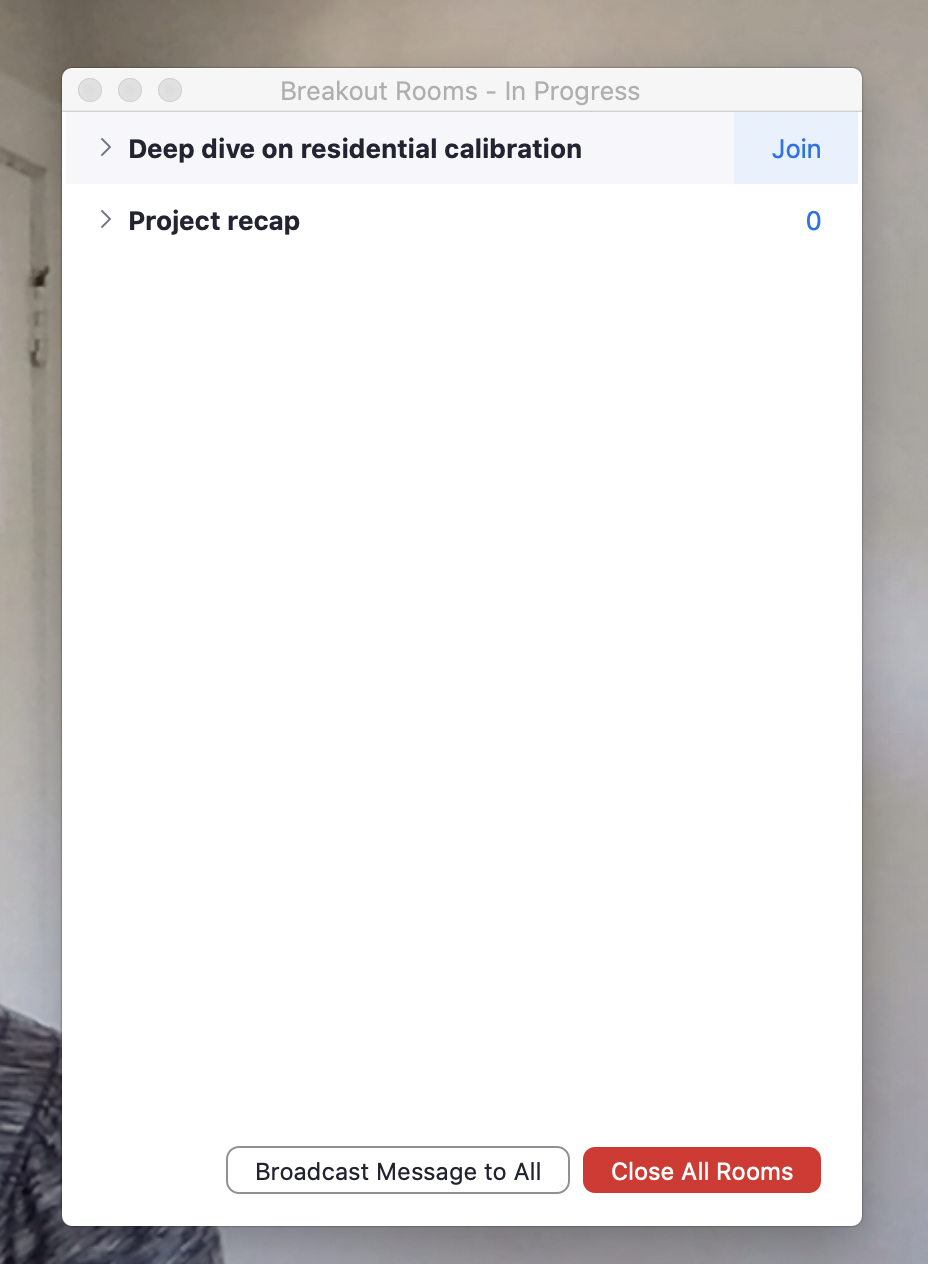 Breakout Rooms - In Progress
Deep dive on residential calibration Join
Project recap 0
Broadcast Message to All Close All Rooms